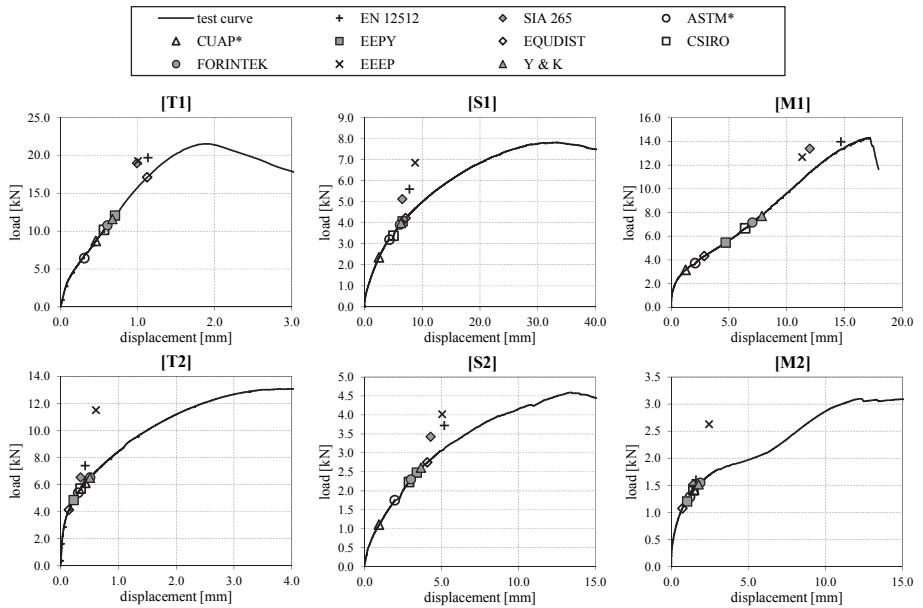 test curve EN 12512 SIA 265 ASTM*
CUAP* EEPY EQUDIST CSIRO
FORINTEK EEEP Y & K
[T1] [S1] [M1]
25.0
20.0
15.0
10.0
5.0
0.0
load [kN]
0.0 1.0 2.0 3.0
displacement [mm]
9.0
8.0
7.0
6.0
5.0
4.0
3.0
2.0
1.0
0.0
load [kN]
0.0 10.0 20.0 30.0 40.0
displacement [mm]
16.0
14.0
12.0
10.0
8.0
6.0
4.0
2.0
0.0
load [kN]
0.0 5.0 10.0 15.0 20.0
displacement [mm]
[T2] [S2] [M2]
14.0
12.0
10.0
8.0
6.0
4.0
2.0
0.0
load [kN]
0.0 1.0 2.0 3.0 4.0
displacement [mm]
5.0
4.5
4.0
3.5
3.0
2.5
2.0
1.5
1.0
0.5
0.0
load [kN]
0.0 5.0 10.0 15.0
displacement [mm]
3.5
3.0
2.5
2.0
1.5
1.0
0.5
0.0
load [kN]
0.0 5.0 10.0 15.0
displacement [mm]